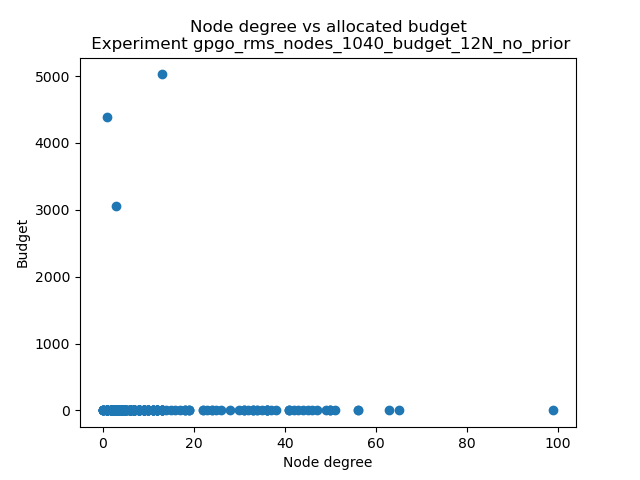 Node degree vs allocated budget
Experiment gpgo_rms_nodes_1040_budget_12N_no_prior
5000
4000
3000
2000
1000
0
Budget
0 20 40 60 80 100
Node degree